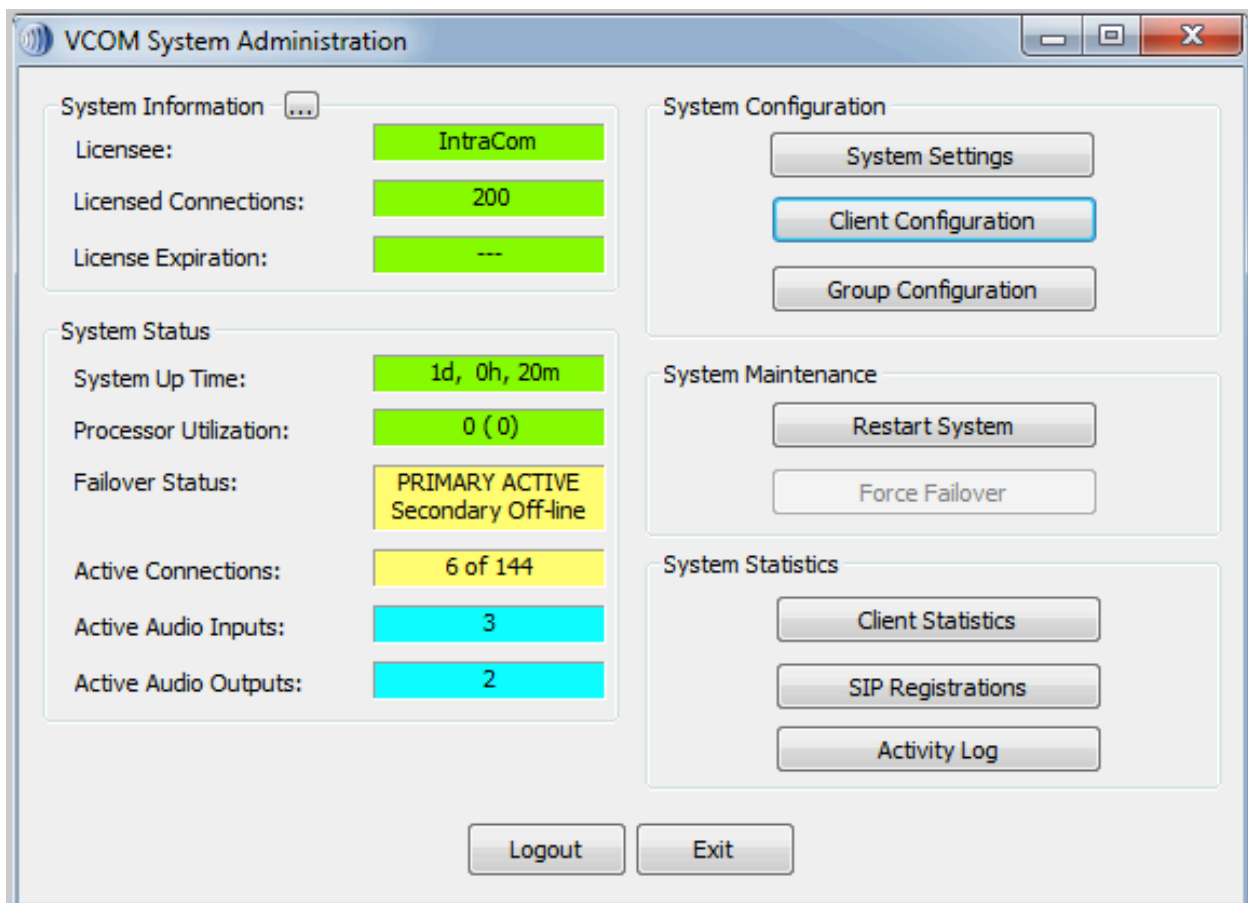 VCOM System Administration
System Information ...
Licensee: IntraCom
Licensed Connections: 200
License Expiration: ---
System Status
System Up Time: 1d, 0h, 20m
Processor Utilization: 0 ( 0)
Failover Status: PRIMARY ACTIVE
Secondary Off-line
Active Connections: 6 of 144
Active Audio Inputs: 3
Active Audio Outputs: 2
System Configuration
System Settings
Client Configuration
Group Configuration
System Maintenance
Restart System
Force Failover
System Statistics
Client Statistics
SIP Registrations
Activity Log
Logout
Exit